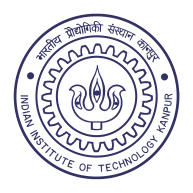 भारतीय प्रौद्योगिकी संस्थान कानपुर
INDIAN INSTITUTE OF TECHNOLOGY KANPUR